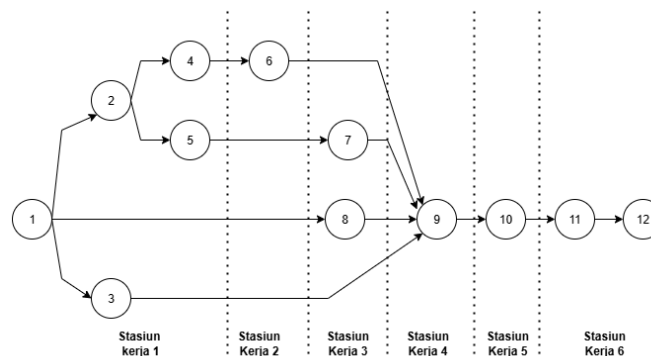 4
6
2
5
7
1
8
9
10
11
12
3
Stasiun
kerja 1
Stasiun
Kerja 2
Stasiun
Kerja 3
Stasiun
Kerja 4
Stasiun
Kerja 5
Stasiun
Kerja 6